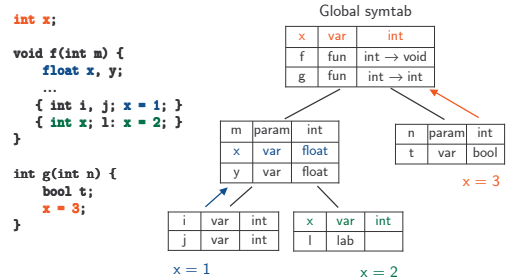 Global symtab
int x;
void f(int m) {
float x, y;
...
{ int i, j; x = 1; }
{ int x; l: x = 2; }
}
int g(int n) {
bool t;
x = 3;
}
x var int
f fun int → void
g fun int → int
m param int
x var float
y var float
n param int
t var bool
x = 3
i var int
j var int
x = 1
x var int
l lab
x = 2